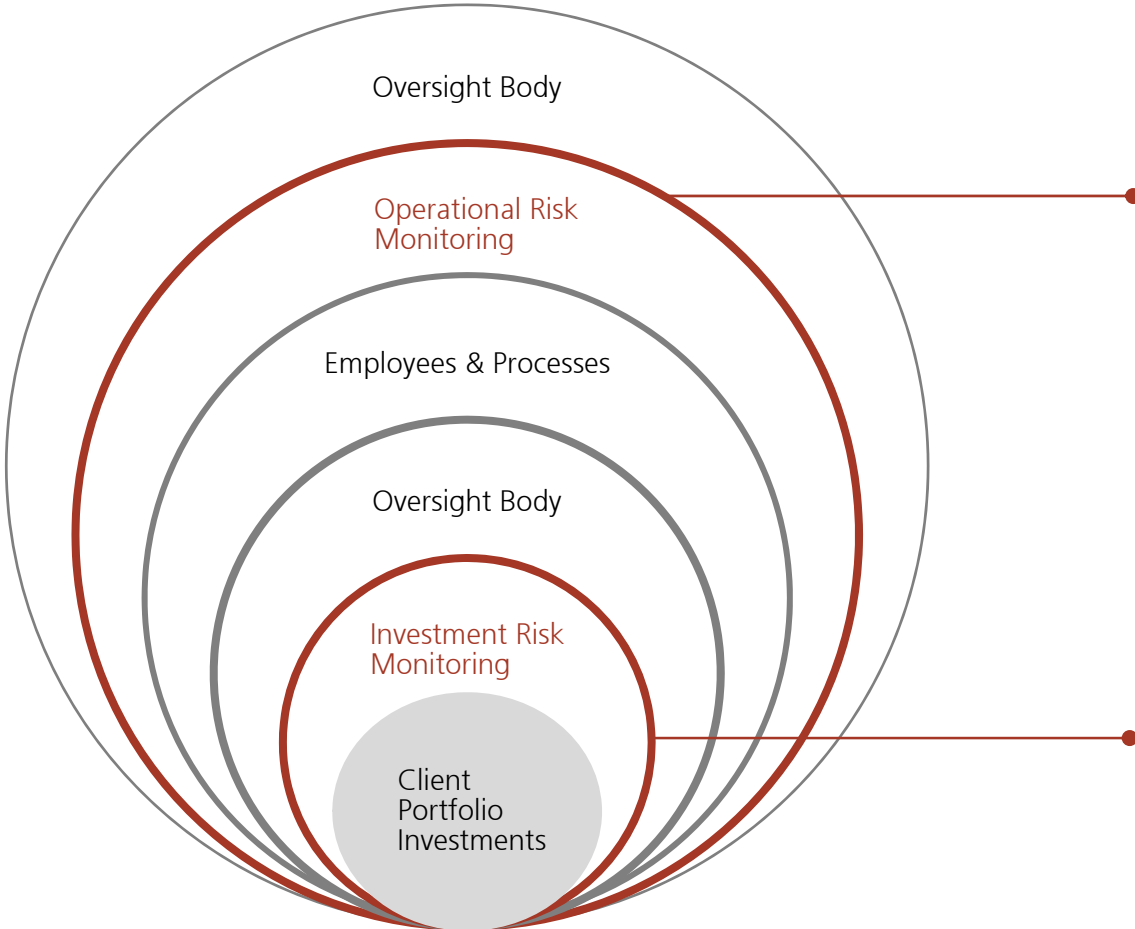 Oversight Body
Operational Risk
Monitoring
Employees & Processes
Oversight Body
Investment Risk
Monitoring
Client
Portfolio
Investments